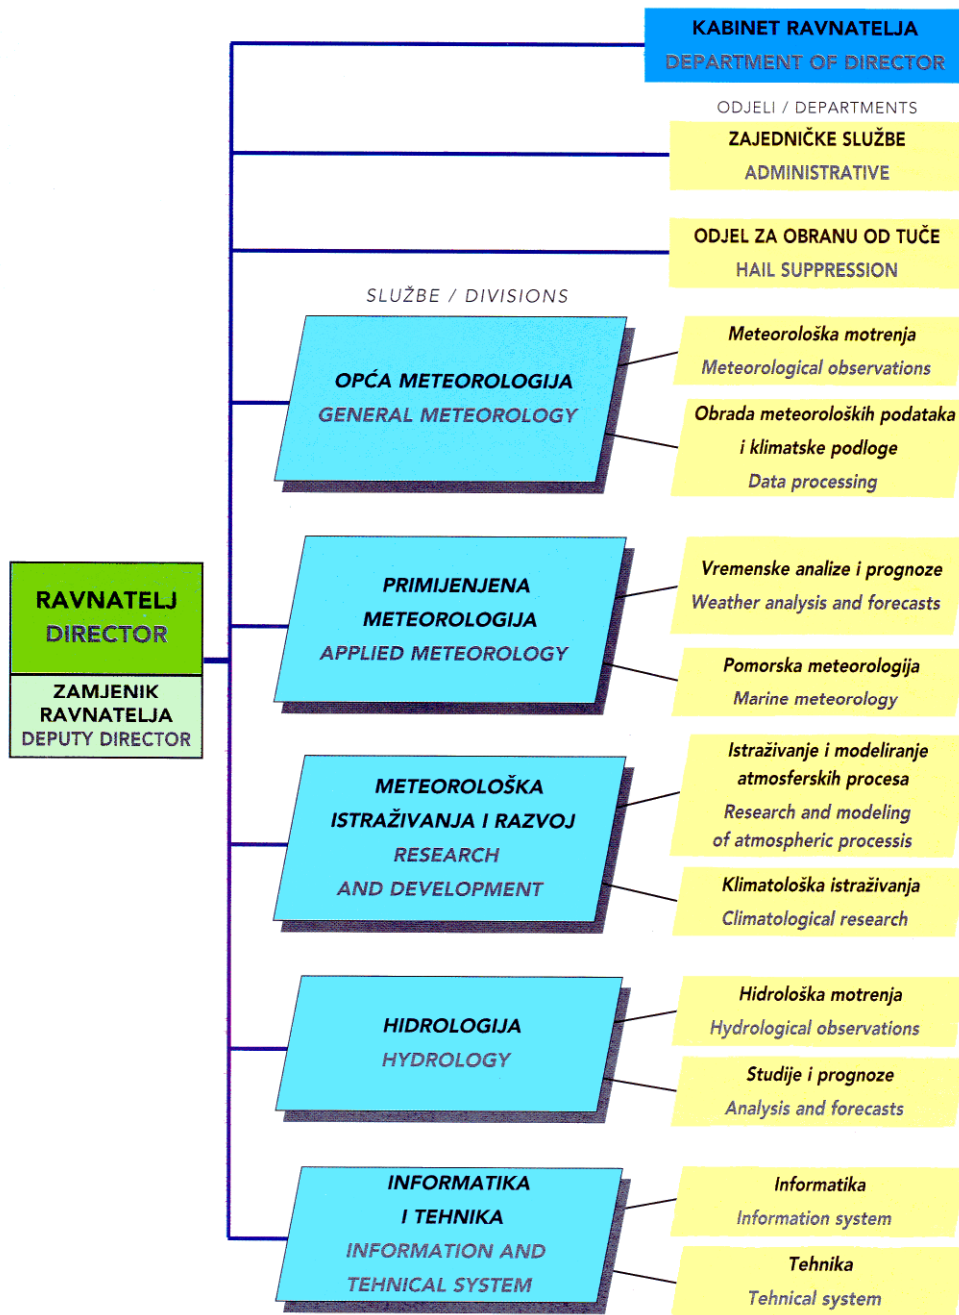 KABINET RAVNATELJA
DEPARTMENT OF DIRECTOR
ODJELI / DEPARTMENTS
ZAJEDNIČKE SLUŽBE
ADMINISTRATIVE
ODJEL ZA OBRANU OD TUČE
HAIL SUPPRESSION
SLUŽBE / DIVISIONS
OPĆA METEOROLOGIJA
GENERAL METEOROLOGY
Meteorološka motrenja
Meteorological observations
Obrada meteoroloških podataka
i klimatske podloge
Data processing
RAVNATELJ
DIRECTOR
ZAMJENIK
RAVNATELJA
DEPUTY DIRECTOR
PRIMIJENJENA
METEOROLOGIJA
APPLIED METEOROLOGY
Vremenske analize i prognoze
Weather analysis and forecasts
Pomorska meteorologija
Marine meteorology
METEOROLOŠKA
ISTRAŽIVANJA I RAZVOJ
RESEARCH
AND DEVELOPMENT
Istraživanje i modeliranje
atmosferskih procesa
Research and modeling
of atmospheric processis
Klimatološka istraživanja
Climatological research
HIDROLOGIJA
HYDROLOGY
Hidrološka motrenja
Hydrological observations
Studije i prognoze
Analysis and forecasts
INFORMATIKA
I TEHNIKA
INFORMATION AND
TEHNICAL SYSTEM
Informatika
Information system
Tehnika
Tehnical system